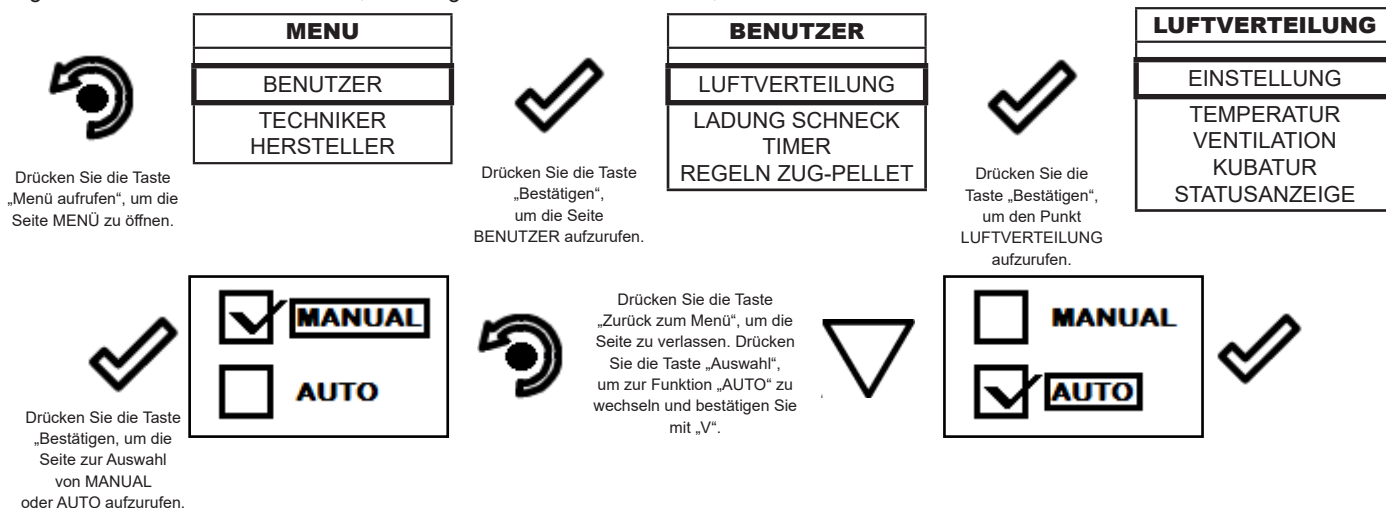 MENU
BENUTZER
TECHNIKER
HERSTELLER
Drücken Sie die Taste
„Menü aufrufen“, um die
Seite MENÜ zu öffnen.
BENUTZER
LUFTVERTEILUNG
LADUNG SCHNECK
TIMER
REGELN ZUG-PELLET
Drücken Sie die Taste
„Bestätigen“,
um die Seite
BENUTZER aufzurufen.
LUFTVERTEILUNG
EINSTELLUNG
TEMPERATUR
VENTILATION
KUBATUR
STATUSANZEIGE
Drücken Sie die
Taste „Bestätigen“,
um den Punkt
LUFTVERTEILUNG
aufzurufen.
MANUAL
AUTO
Drücken Sie die Taste
„Bestätigen, um die
Seite zur Auswahl
von MANUAL
oder AUTO aufzurufen.
Drücken Sie die Taste
„Zurück zum Menü“, um die
Seite zu verlassen. Drücken
Sie die Taste „Auswahl“,
um zur Funktion „AUTO“ zu
wechseln und bestätigen Sie
mit „V“.
MANUAL
AUTO